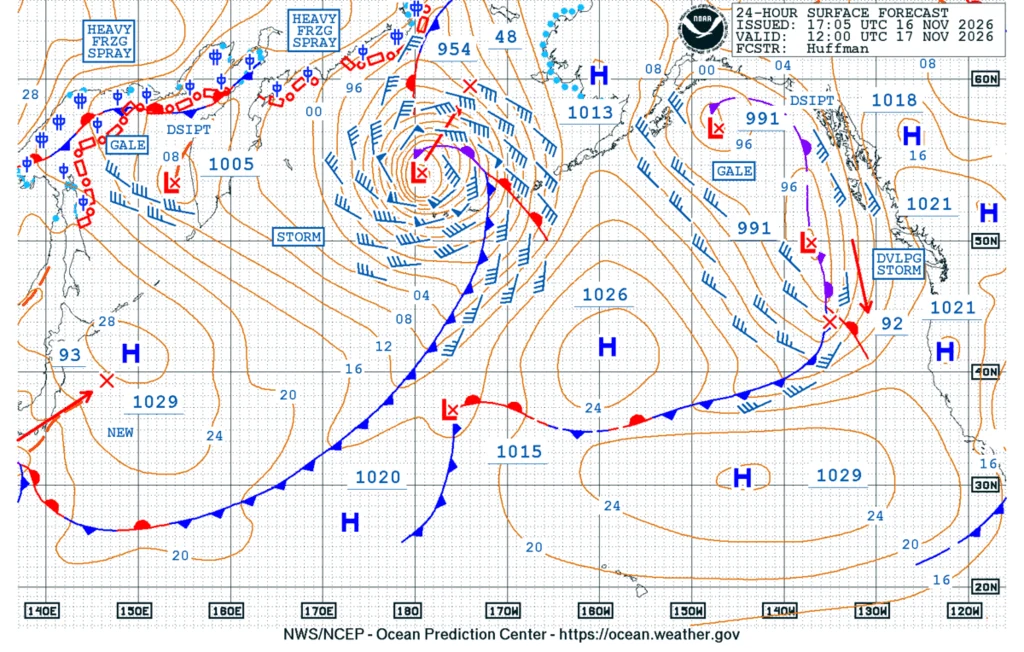 HEAVY
FRZG
SPRAY
HEAVY
FRZG
SPRAY
954
48
NOAA
24-HOUR SURFACE FORECAST
ISSUED: 17:05 UTC 16 NOV 2026
VALID: 12:00 UTC 17 NOV 2026
FCSTR: Huffman
H
1013
08
00
04
08
60N
28
96
00
DSIPT
GALE
08
L
1005
L
L
991
96
DSIPT
1018
H
16
GALE
96
1021
H
STORM
991
L
50N
DVLPG
STORM
04
08
12
16
1026
H
92
1021
H
28
93
H
1029
NEW
20
24
40N
24
L
1015
1020
H
H
1029
24
24
16
30N
20
20
20
16
20N
140E
150E
160E
170E
180
170W
160W
150W
140W
130W
120W
NWS/NCEP - Ocean Prediction Center - https://ocean.weather.gov